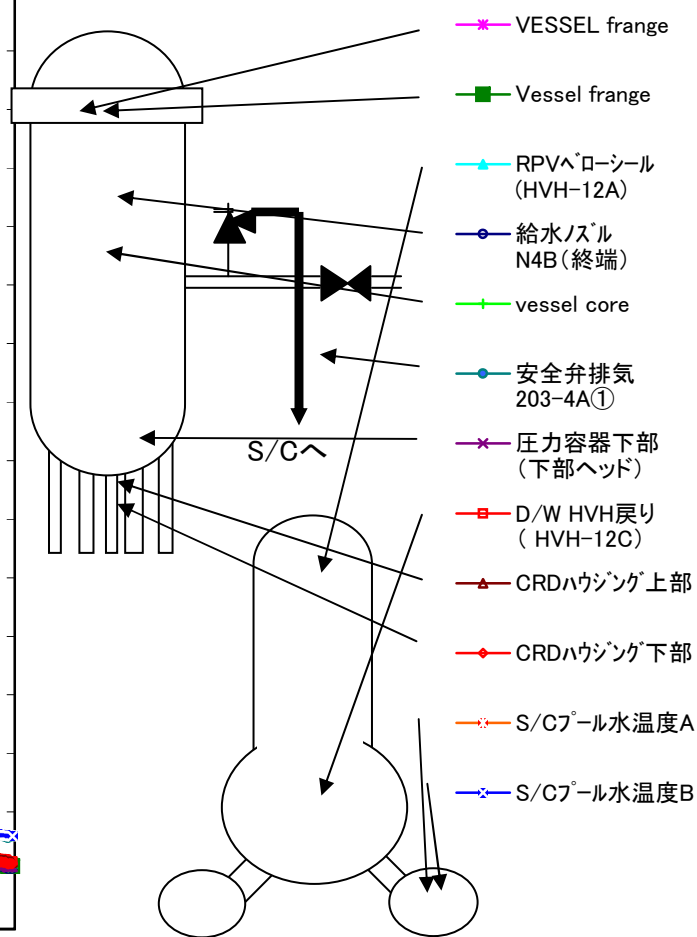 VESSEL frange
Vessel frange
RPVベローシール
(HVH-12A)
給水ノズル
N4B(終端)
vessel core
安全弁排気
203-4A①
圧力容器下部
(下部ヘッド)
D/W HVH戻り
( HVH-12C)
CRDハウジング上部
CRDハウジング下部
S/Cプール水温度A
S/Cプール水温度B
S/Cへ